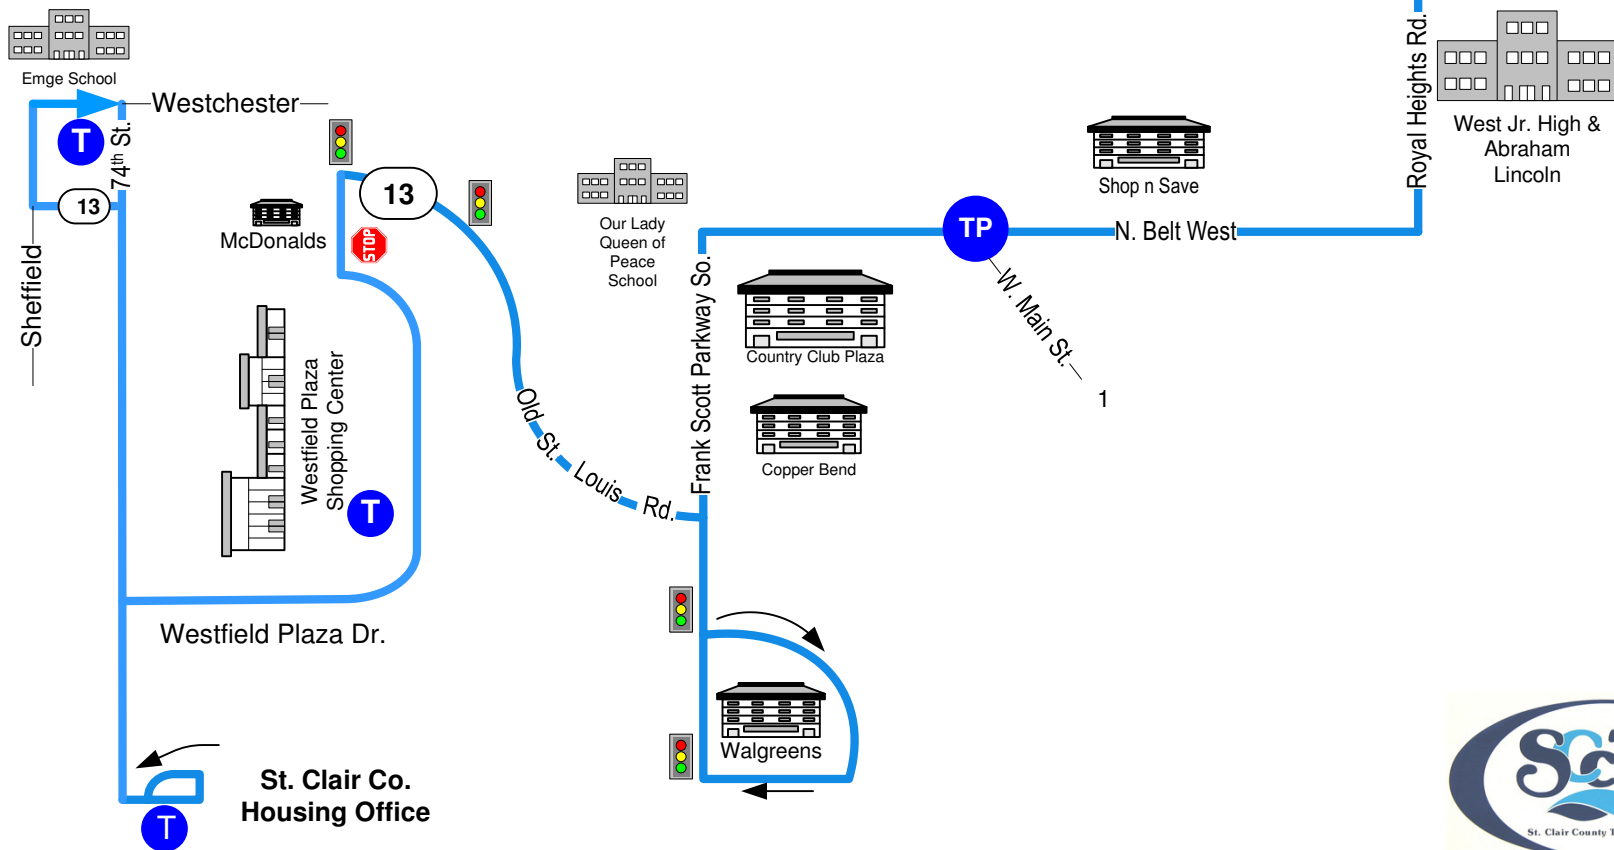 Emge School
Westchester
T
74th St.
13
Sheffield
McDonalds
13
STOP
Our Lady
Queen of
Peace
School
Westfield Plaza
Shopping Center
T
Old St. Louis Rd.
Westfield Plaza Dr.
St. Clair Co.
Housing Office
T
Frank Scott Parkway So.
TP
N. Belt West
W. Main St.
1
Shop n Save
Country Club Plaza
Copper Bend
Walgreens
Royal Heights Rd.
West Jr. High &
Abraham
Lincoln
St. Clair County